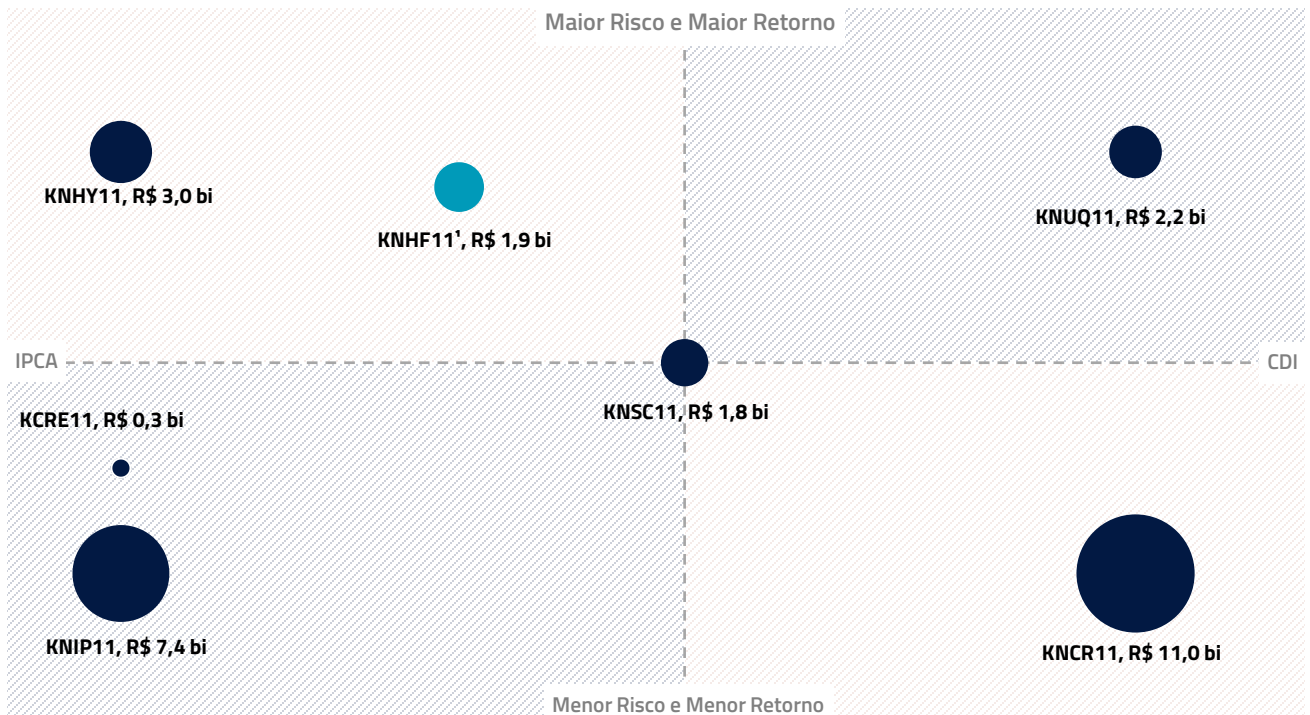 Maior Risco e Maior Retorno
KNHY11, R$ 3,0 bi
KNHF11¹, R$ 1,9 bi
KNUQ11, R$ 2,2 bi
IPCA
CDI
KNSC11, R$ 1,8 bi
KCRE11, R$ 0,3 bi
KNIP11, R$ 7,4 bi
KNCR11, R$ 11,0 bi
Menor Risco e Menor Retorno